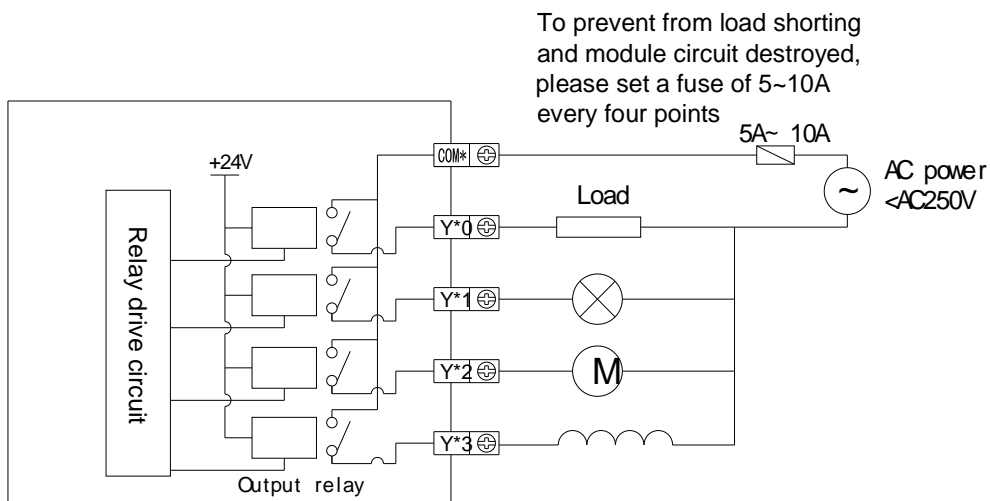 To prevent from load shorting
and module circuit destroyed,
please set a fuse of 5~10A
every four points
5A~ 10A
COM*
AC power
<AC250V
~
+24V
Load
Y*0
Y*1
Relay drive circuit
Y*2
M
Y*3
Output relay